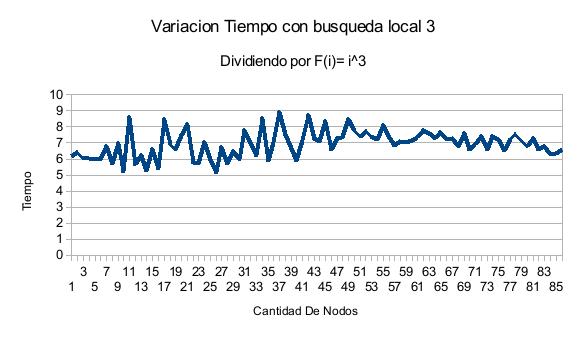 Variacion Tiempo con busqueda local 3
Dividiendo por F(i)= i^3
10
9
8
7
6
5
4
3
2
1
0
Tiempo
3 7 11 15 19 23 27 31 35 39 43 47 51 55 59 63 67 71 75 79 83
1 5 9 13 17 21 25 29 33 37 41 45 49 53 57 61 65 69 73 77 81 85
Cantidad De Nodos